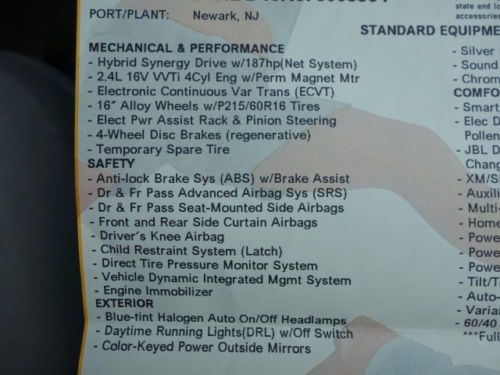 state and lo
accessories
PORT/PLANT: Newark, NJ
STANDARD EQUIPME
MECHANICAL & PERFORMANCE
- Hybrid Synergy Drive w/187hp(Net System)
- 2.4L 16V VVTi 4Cyl Eng w/Perm Magnet Mtr
- Electronic Continuous Var Trans (ECVT)
- 16" Alloy Wheels w/P215/60R16 Tires
- Elect Pwr Assist Rack & Pinion Steering
- 4-Wheel Disc Brakes (regenerative)
- Temporary Spare Tire
SAFETY
- Anti-lock Brake Sys (ABS) w/Brake Assist
- Dr & Fr Pass Advanced Airbag Sys (SRS)
- Dr & Fr Pass Seat-Mounted Side Airbags
- Front and Rear Side Curtain Airbags
- Driver's Knee Airbag
- Child Restraint System (Latch)
- Direct Tire Pressure Monitor System
- Vehicle Dynamic Integrated Mgmt System
- Engine Immobilizer
EXTERIOR
- Blue-tint Halogen Auto On/Off Headlamps
- Daytime Running Lights(DRL) w/Off Switch
- Color-Keyed Power Outside Mirrors
- Silver
- Sound
- Chrom
COMFO
- Smart
- Elec D
Pollen
- JBL D
Chang
- XM/S
- Auxili
- Multi-
- Home
- Powe
- Powe
- Powe
- Tilt/T
- Auto-
- Varia
- 60/40
***Full